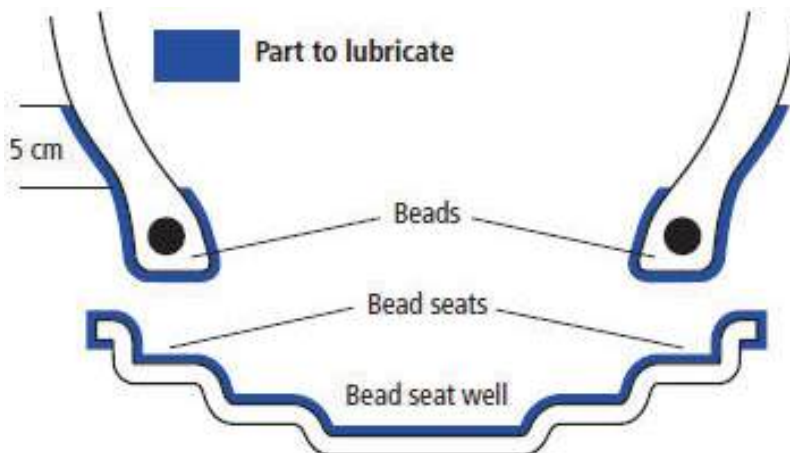 Part to lubricate
5 cm
Beads
Bead seats
Bead seat well